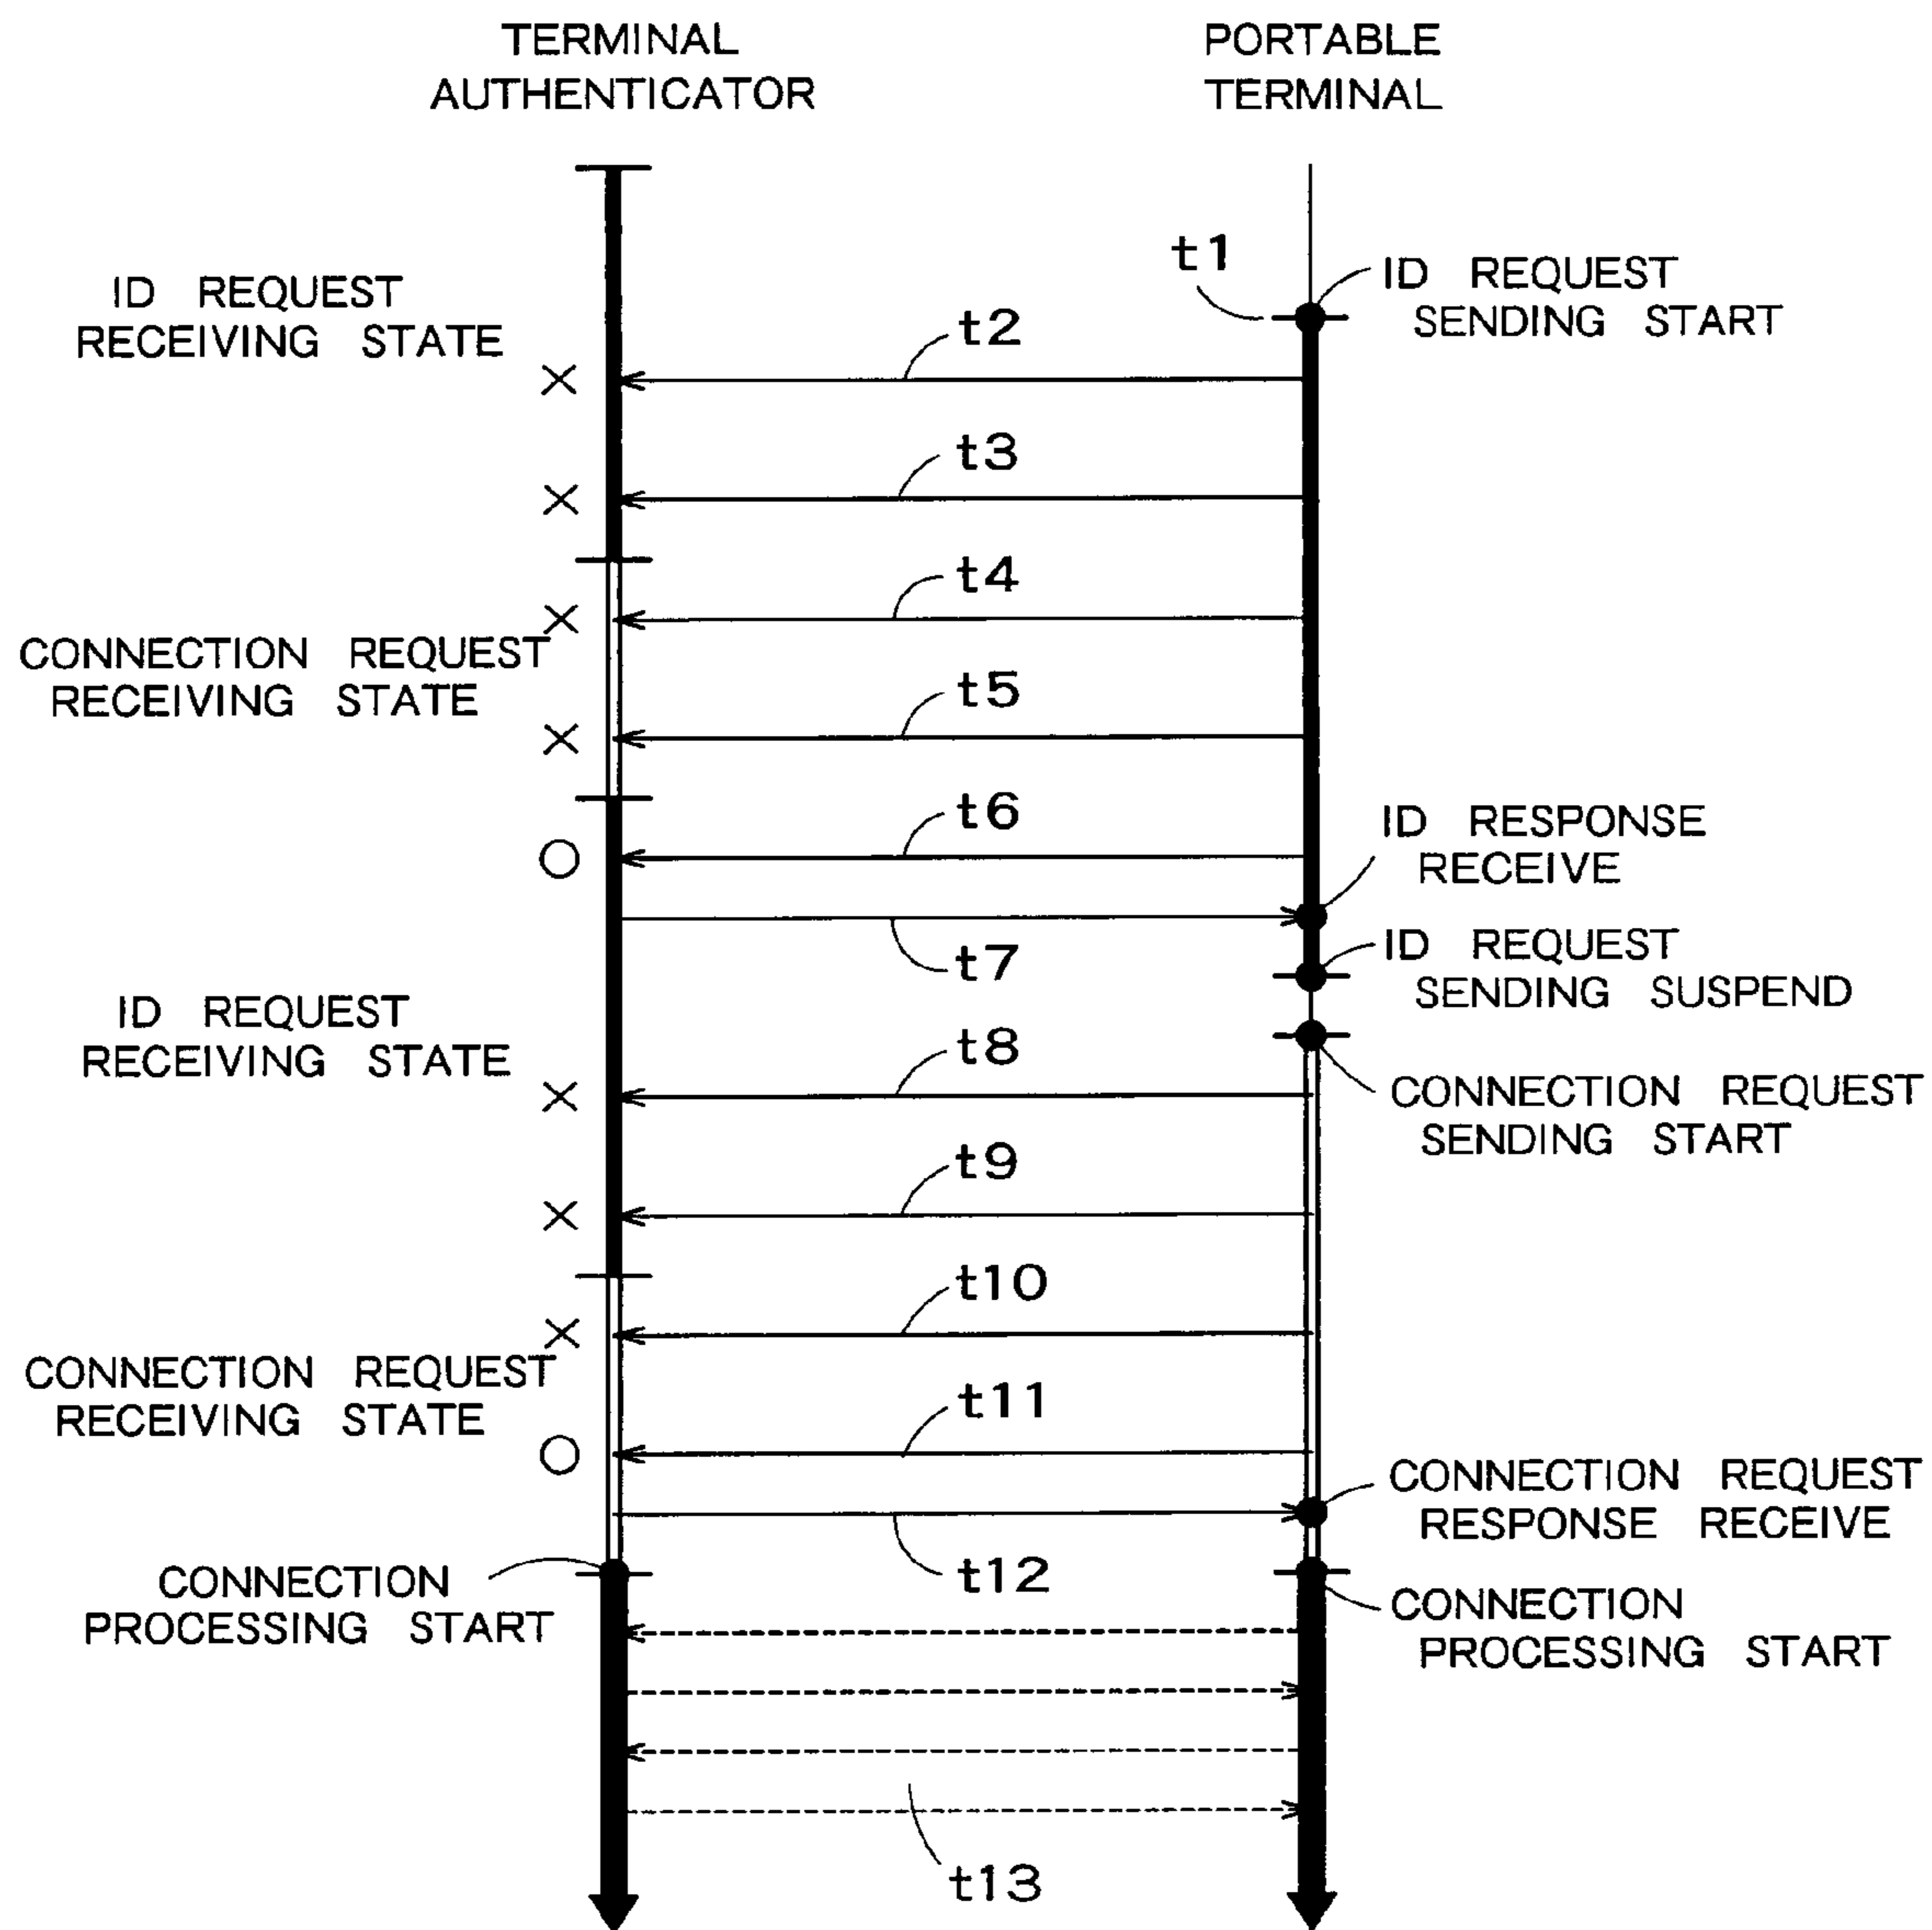 TERMINAL
AUTHENTICATOR
PORTABLE
TERMINAL
t1
ID REQUEST
SENDING START
ID REQUEST
RECEIVING STATE
t2
×
t3
×
t4
×
CONNECTION REQUEST
RECEIVING STATE
t5
×
t6
○
ID RESPONSE
RECEIVE
t7
ID REQUEST
SENDING SUSPEND
ID REQUEST
RECEIVING STATE
t8
×
CONNECTION REQUEST
SENDING START
t9
×
t10
×
CONNECTION REQUEST
RECEIVING STATE
t11
○
CONNECTION REQUEST
RESPONSE RECEIVE
t12
CONNECTION
PROCESSING START
CONNECTION
PROCESSING START
t13